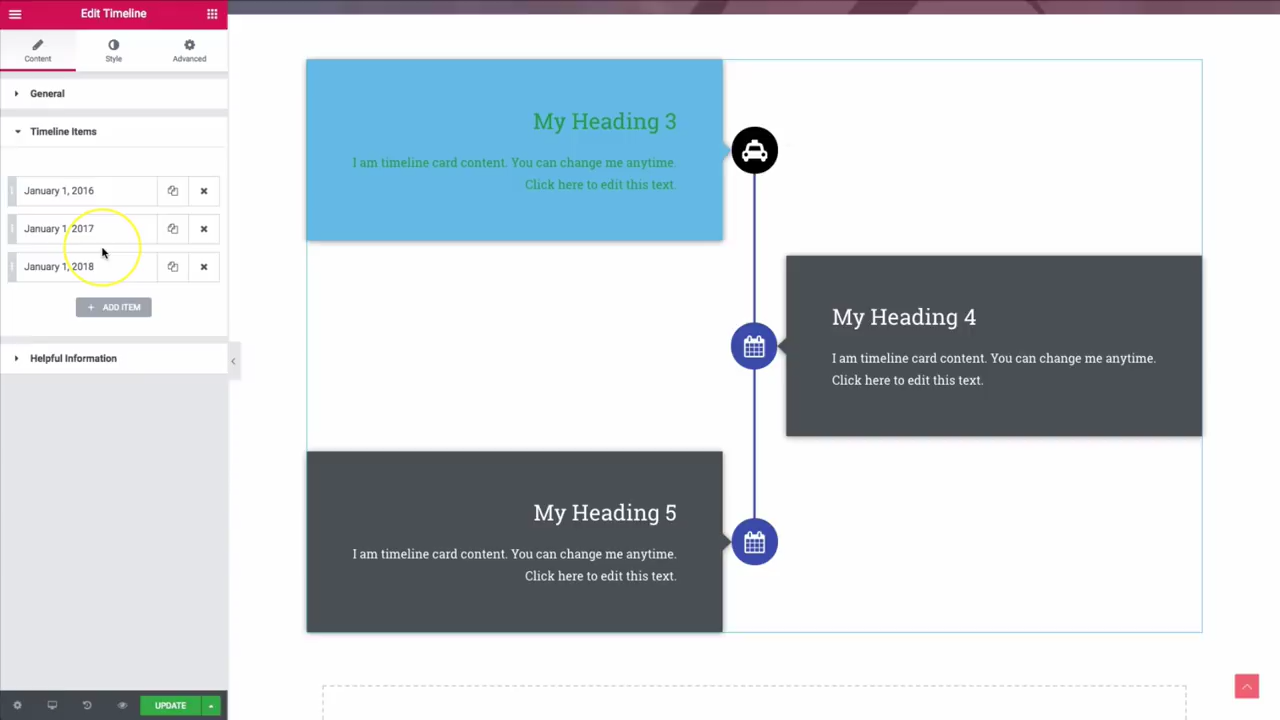 Edit Timeline
Content
Style
Advanced
General
Timeline Items
January 1, 2016
January 1, 2017
January 1, 2018
+ ADD ITEM
Helpful Information
UPDATE
My Heading 3
I am timeline card content. You can change me anytime.
Click here to edit this text.
My Heading 4
I am timeline card content. You can change me anytime.
Click here to edit this text.
My Heading 5
I am timeline card content. You can change me anytime.
Click here to edit this text.